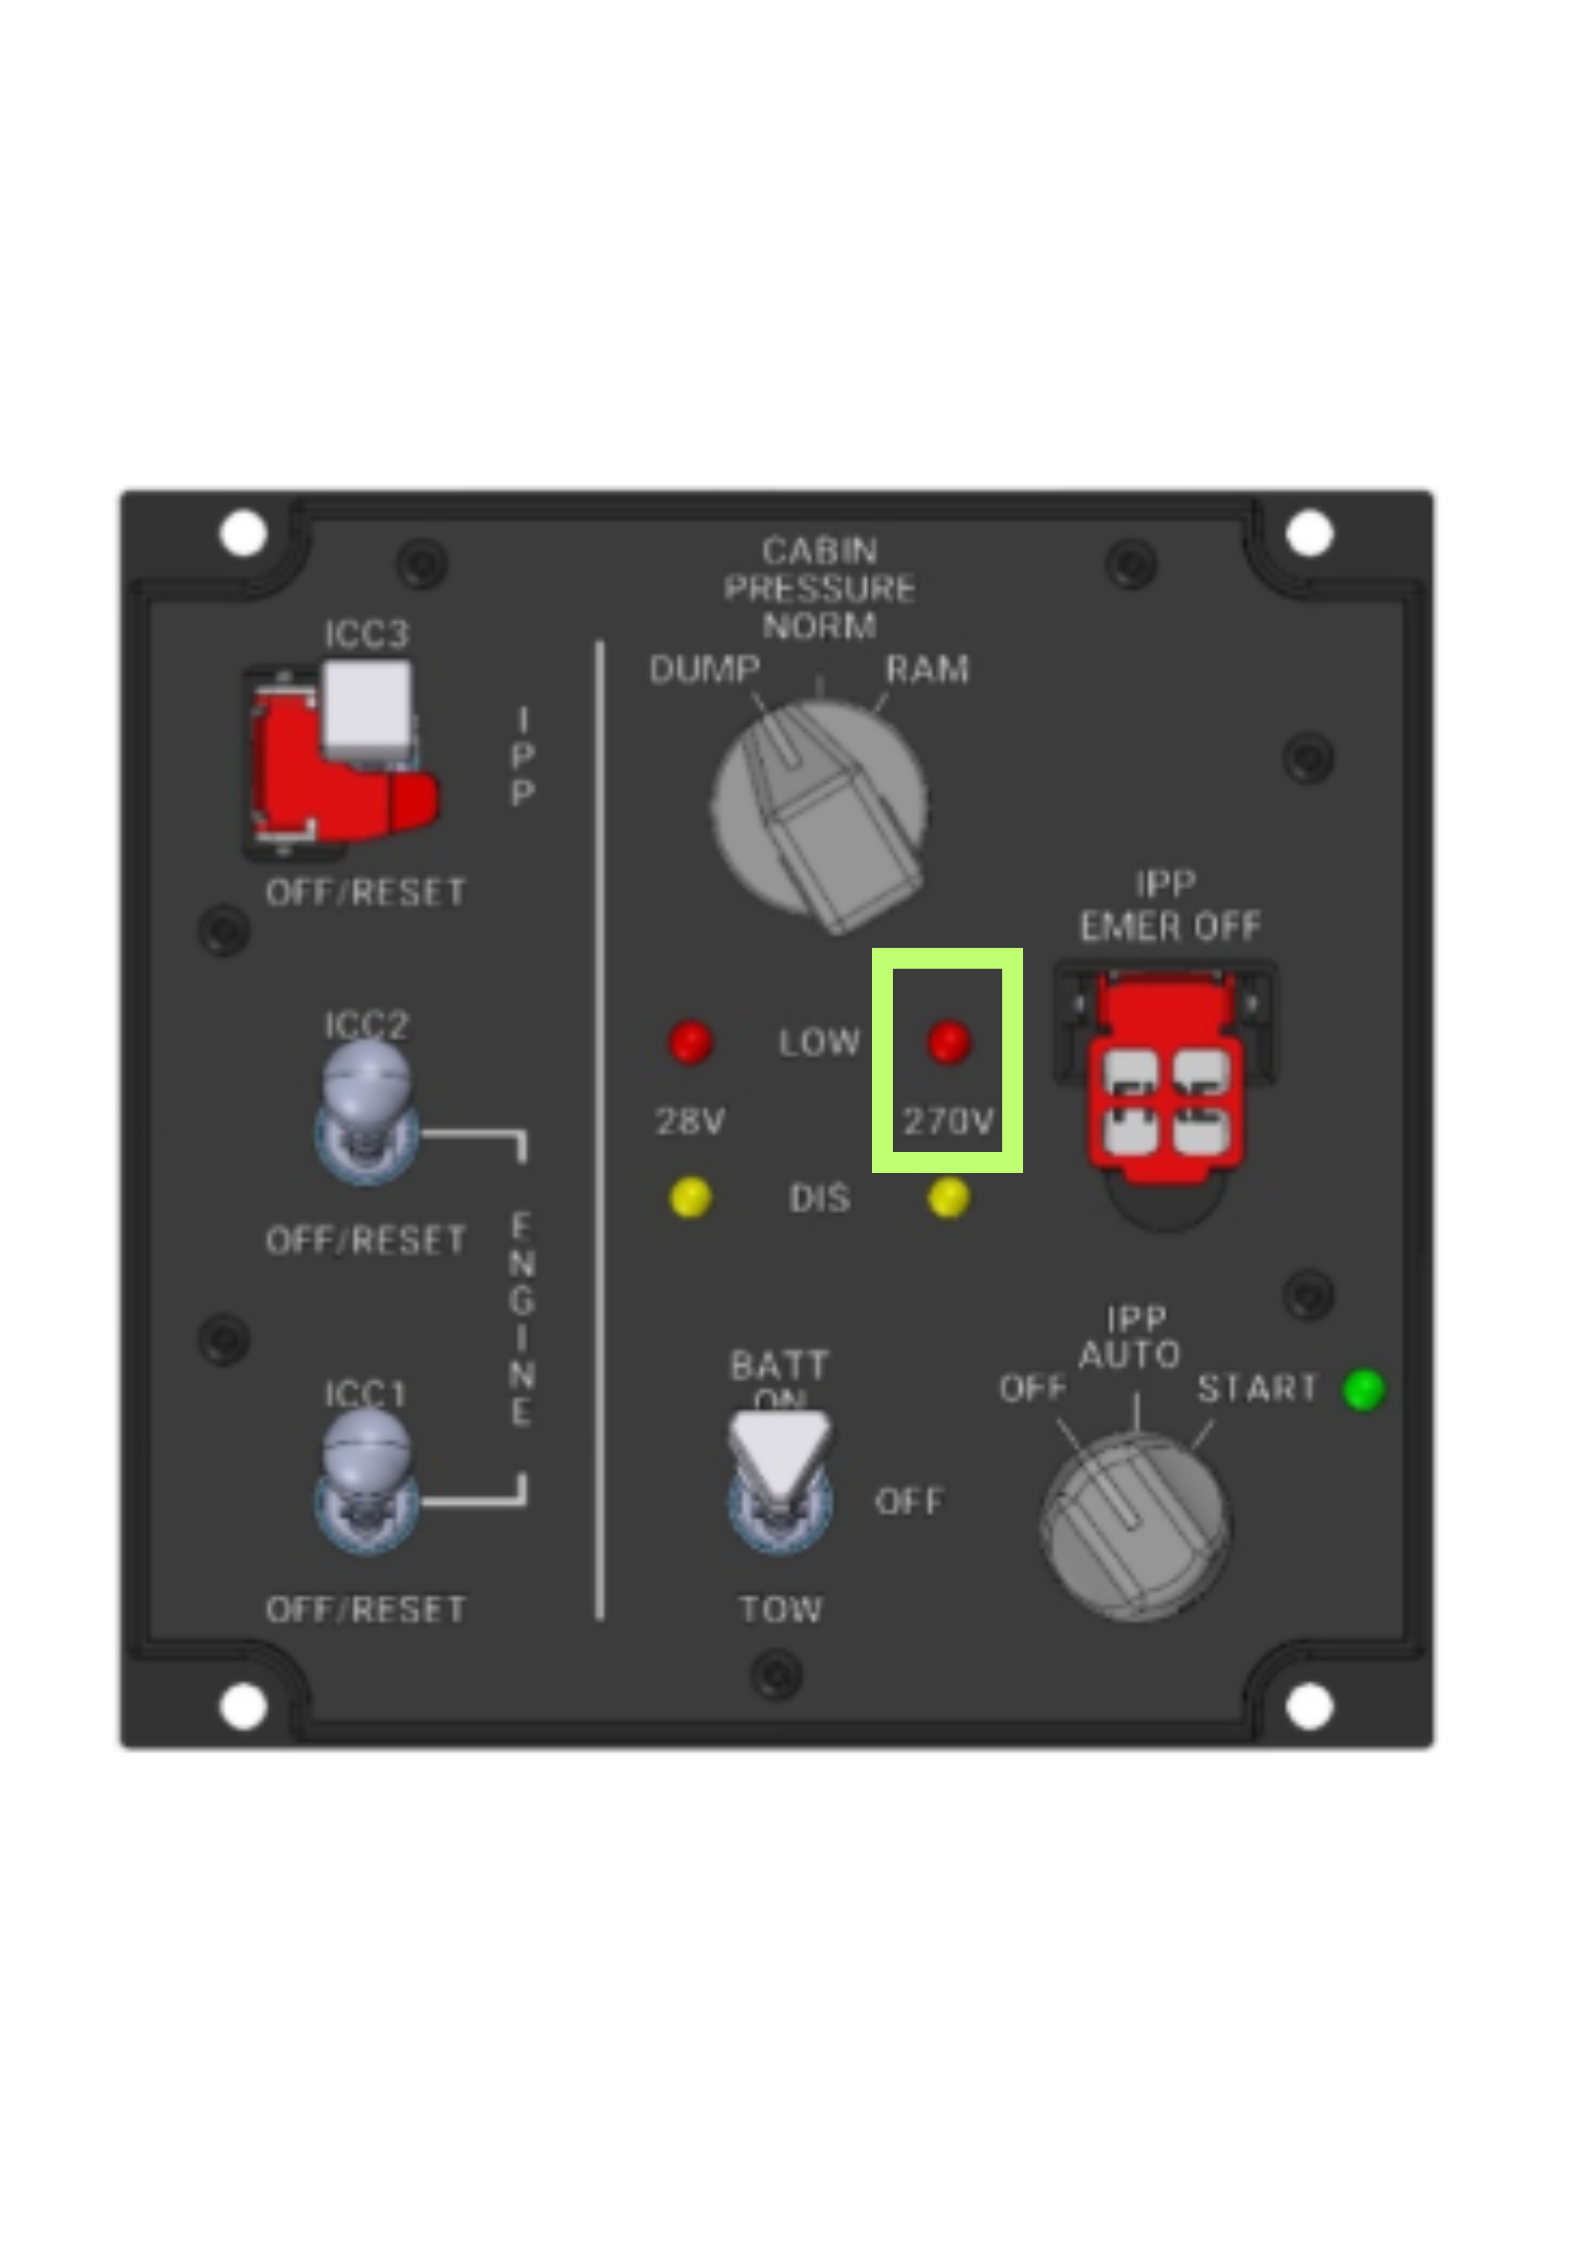 CABIN
PRESSURE
NORM
DUMP
RAM
ICC3
IPP
OFF/RESET
IPP
EMER OFF
ICC2
LOW
28V
270V
DIS
OFF/RESET
ENGINE
IPP
AUTO
OFF
START
BATT
ON
ICC1
OFF
OFF/RESET
TOW